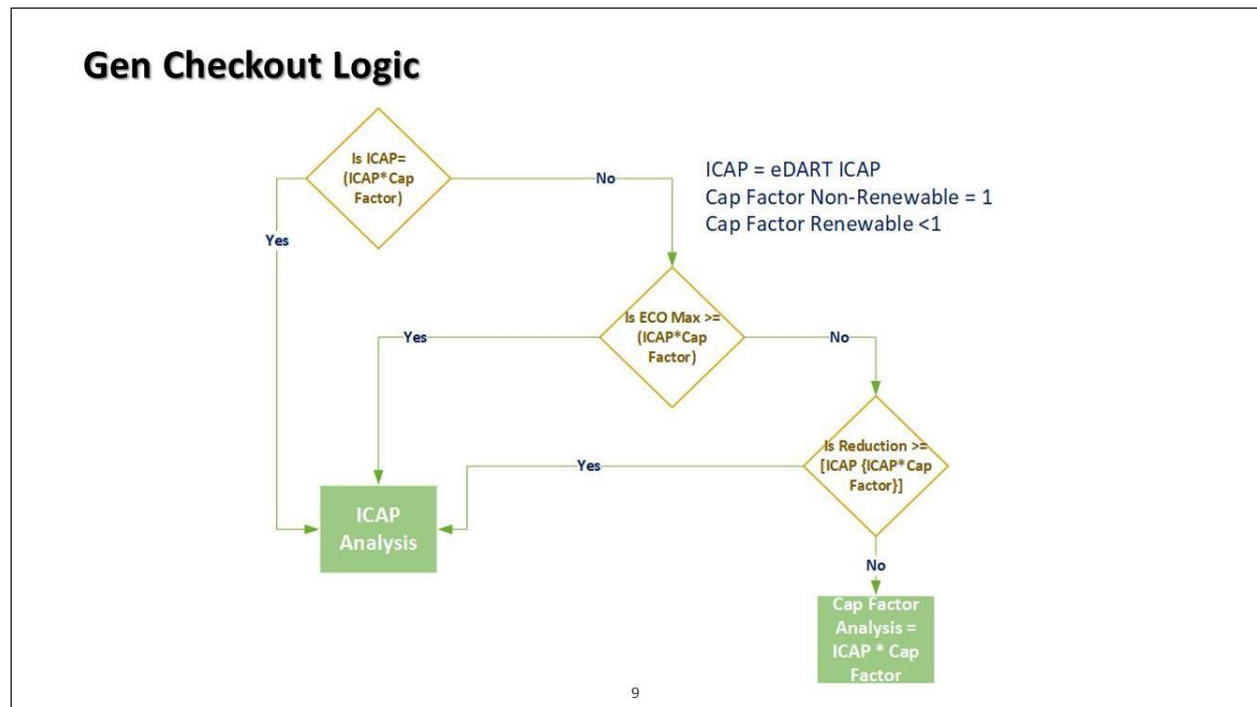 Gen Checkout Logic
Is ICAP=
(ICAP*Cap
Factor)
No
ICAP = eDART ICAP
Cap Factor Non-Renewable = 1
Cap Factor Renewable <1
Yes
Is ECO Max >=
(ICAP*Cap
Factor)
Yes
No
Is Reduction >=
[ICAP {ICAP*Cap
Factor}]
Yes
ICAP
Analysis
No
Cap Factor
Analysis =
ICAP * Cap
Factor
9